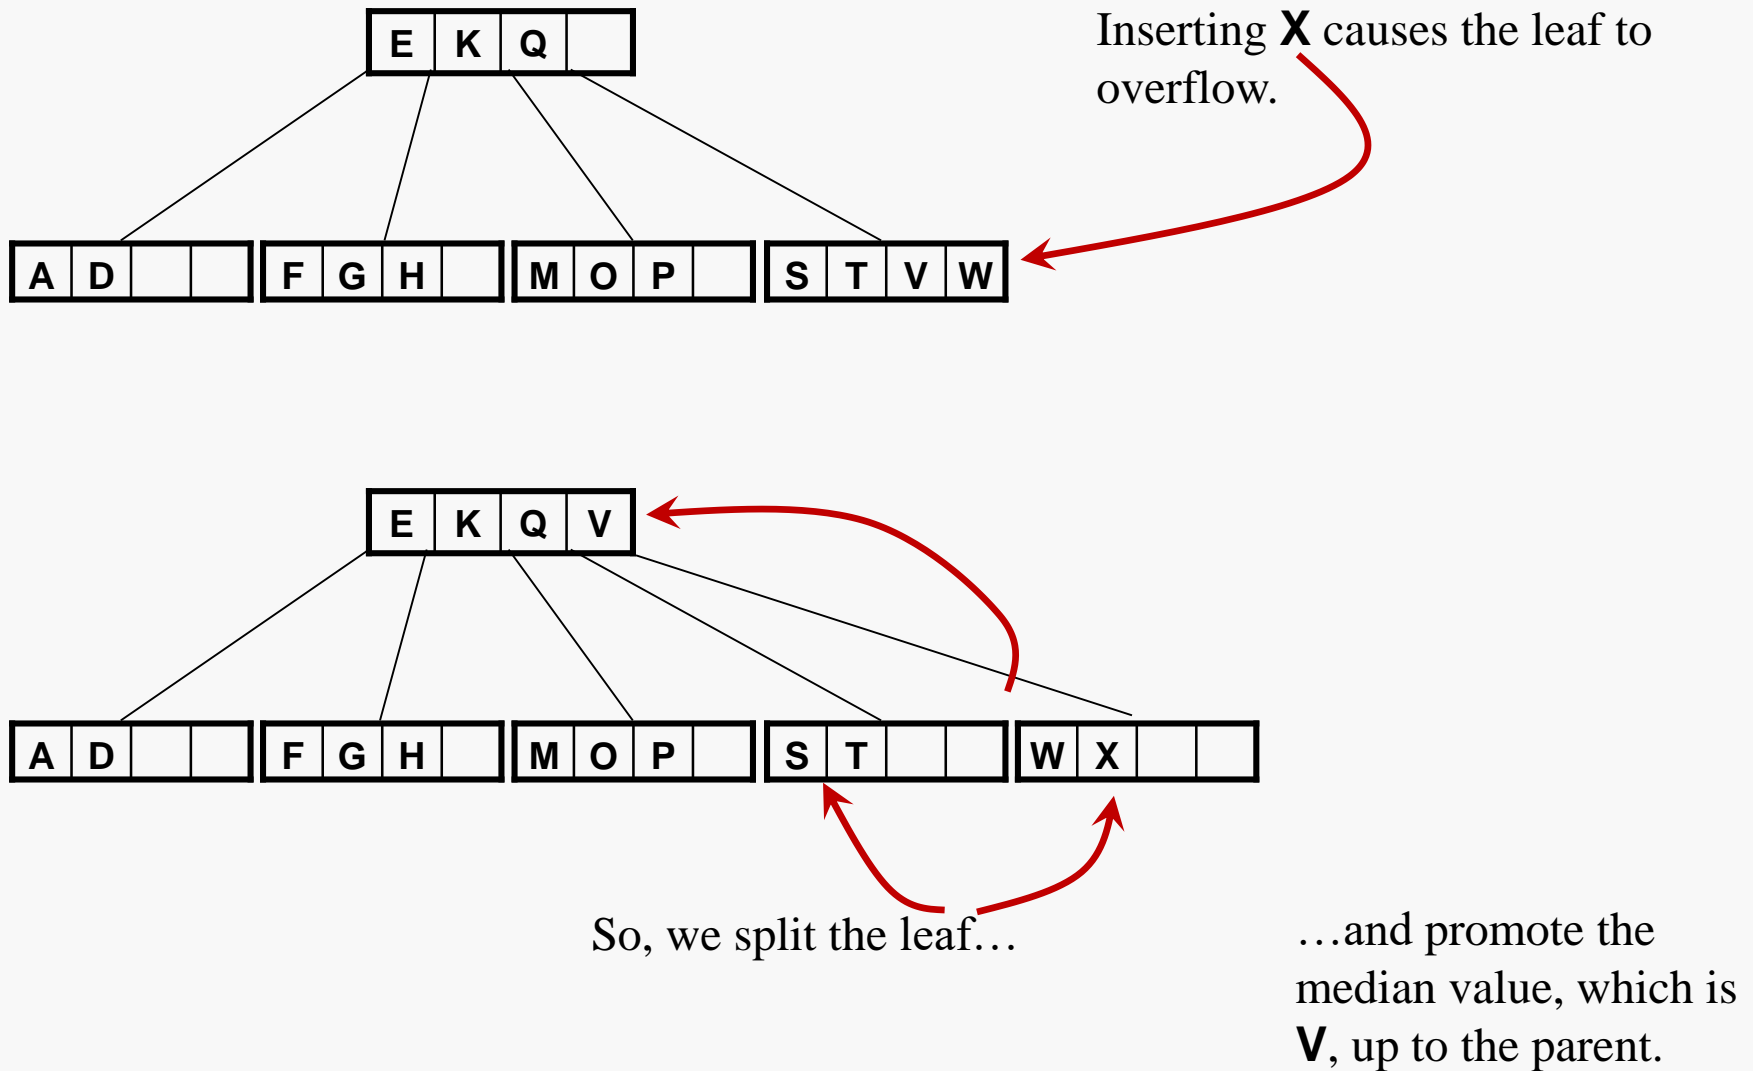 E K Q
Inserting X causes the leaf to
overflow.
A D F G H M O P S T V W
E K Q V
A D F G H M O P S T W X
So, we split the leaf…
…and promote the
median value, which is
V, up to the parent.